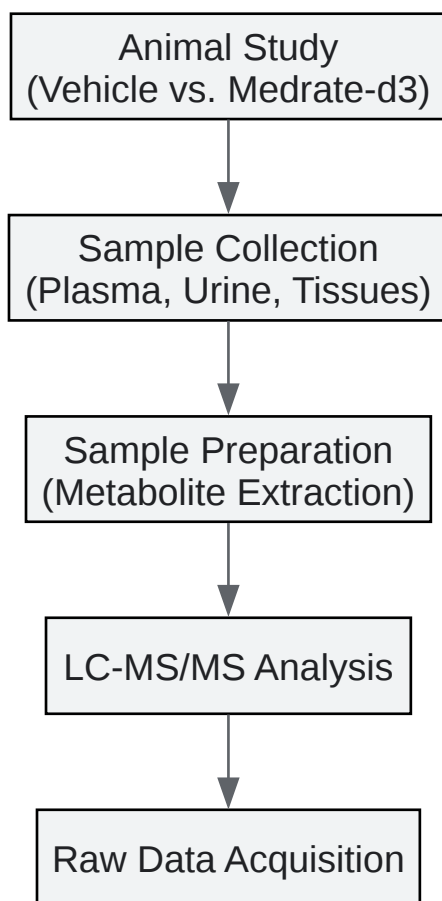 Animal Study
(Vehicle vs. Medrate-d3)
Sample Collection
(Plasma, Urine, Tissues)
Sample Preparation
(Metabolite Extraction)
LC-MS/MS Analysis
Raw Data Acquisition